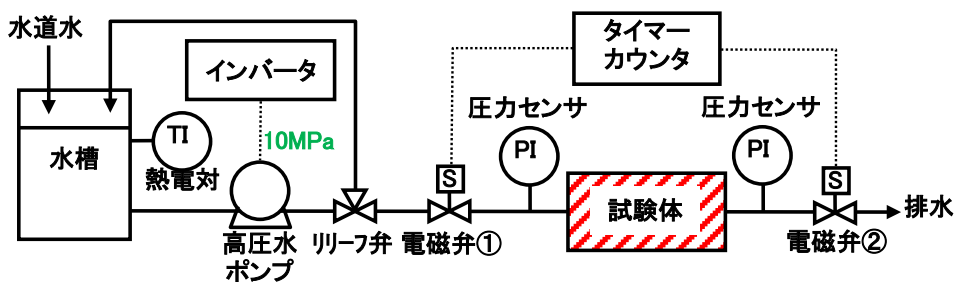 水道水
インバータ
タイマー
カウンタ
圧力センサ
圧力センサ
TI
10MPa
PI
PI
水槽
熱電対
S
S
試験体
排水
高圧水
ポンプ
リリーフ弁
電磁弁①
電磁弁②